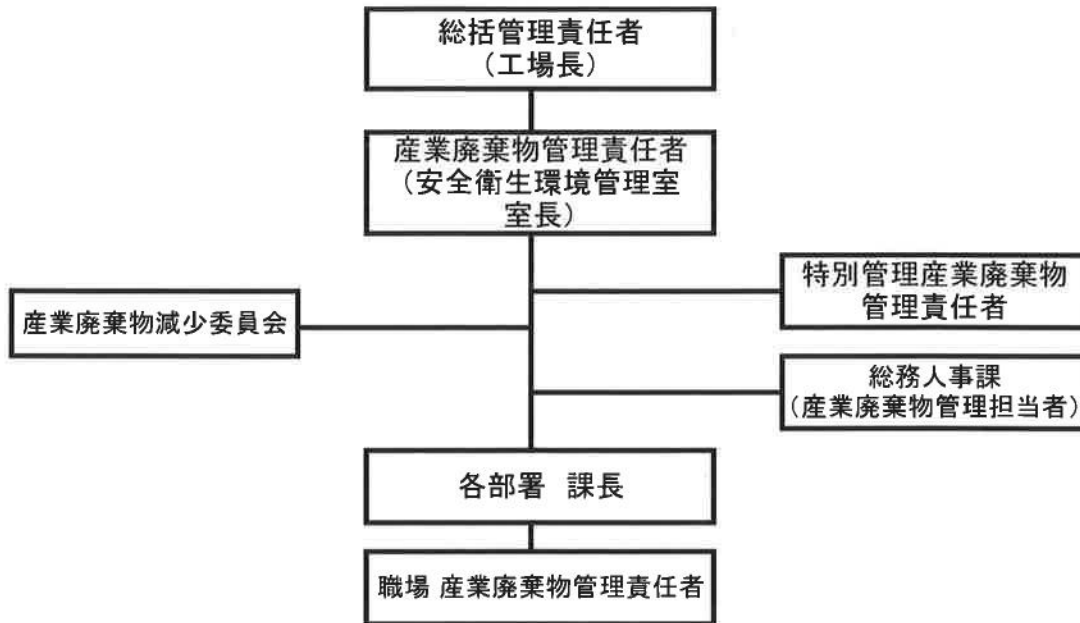 総括管理責任者
（工場長）
産業廃棄物管理責任者
（安全衛生環境管理室
室長）
特別管理産業廃棄物
管理責任者
産業廃棄物減少委員会
総務人事課
（産業廃棄物管理担当者）
各部署　課長
職場 産業廃棄物管理責任者